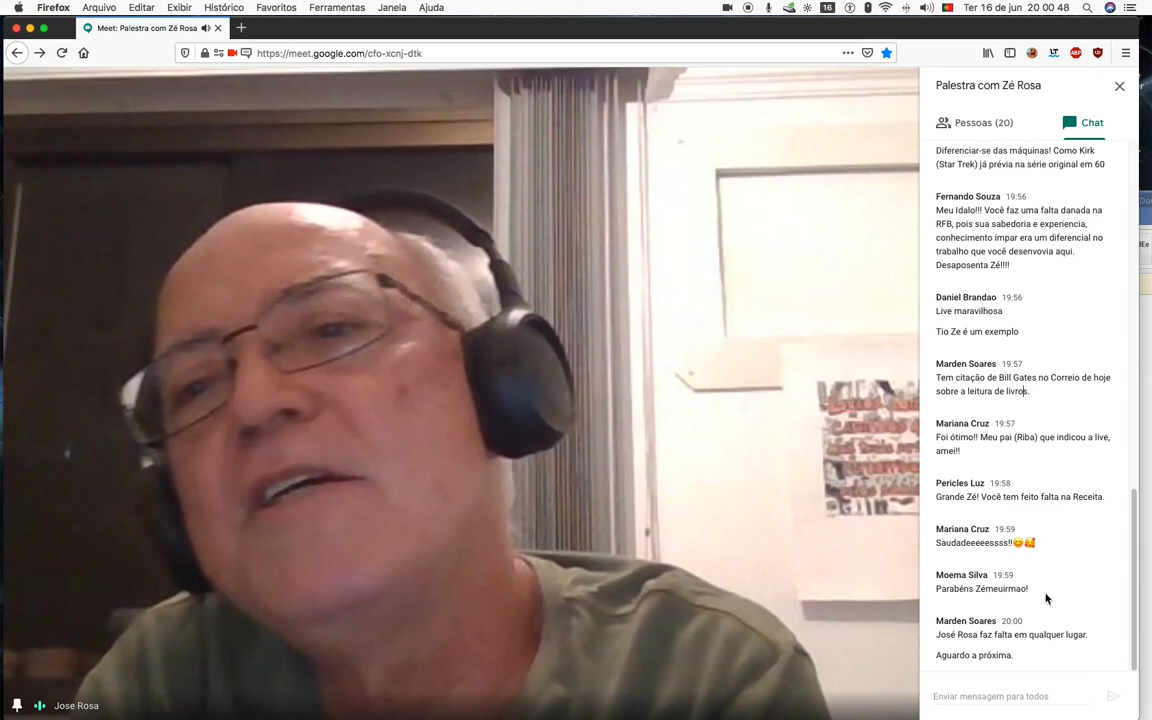 Firefox Arquivo Editar Exibir Histórico Favoritos Ferramentas Janela Ajuda 16 Ter 16 de jun 20 00 48
Meet: Palestra com Zé Rosa
https://meet.google.com/cfo-xcnj-dtk
Palestra com Zé Rosa
Pessoas (20) Chat
Diferenciar-se das máquinas! Como Kirk
(Star Trek) já prévia na série original em 60
Fernando Souza 19:56
Meu Idalo!!! Você faz uma falta danada na
RFB, pois sua sabedoria e experiencia,
conhecimento ímpar era um diferencial no
trabalho que você desenvovia aqui.
Desaposenta Zé!!!!
Daniel Brandao 19:56
Live maravilhosa
Tio Ze é um exemplo
Marden Soares 19:57
Tem citação de Bill Gates no Correio de hoje
sobre a leitura de livros.
Mariana Cruz 19:57
Foi ótimo!! Meu pai (Riba) que indicou a live,
amei!!
Pericles Luz 19:58
Grande Zé! Você tem feito falta na Receita.
Mariana Cruz 19:59
Saudadeeeeessss!!😊🥰
Moema Silva 19:59
Parabéns Zémeuirmao!
Marden Soares 20:00
José Rosa faz falta em qualquer lugar.
Aguardo a próxima.
Enviar mensagem para todos
Jose Rosa